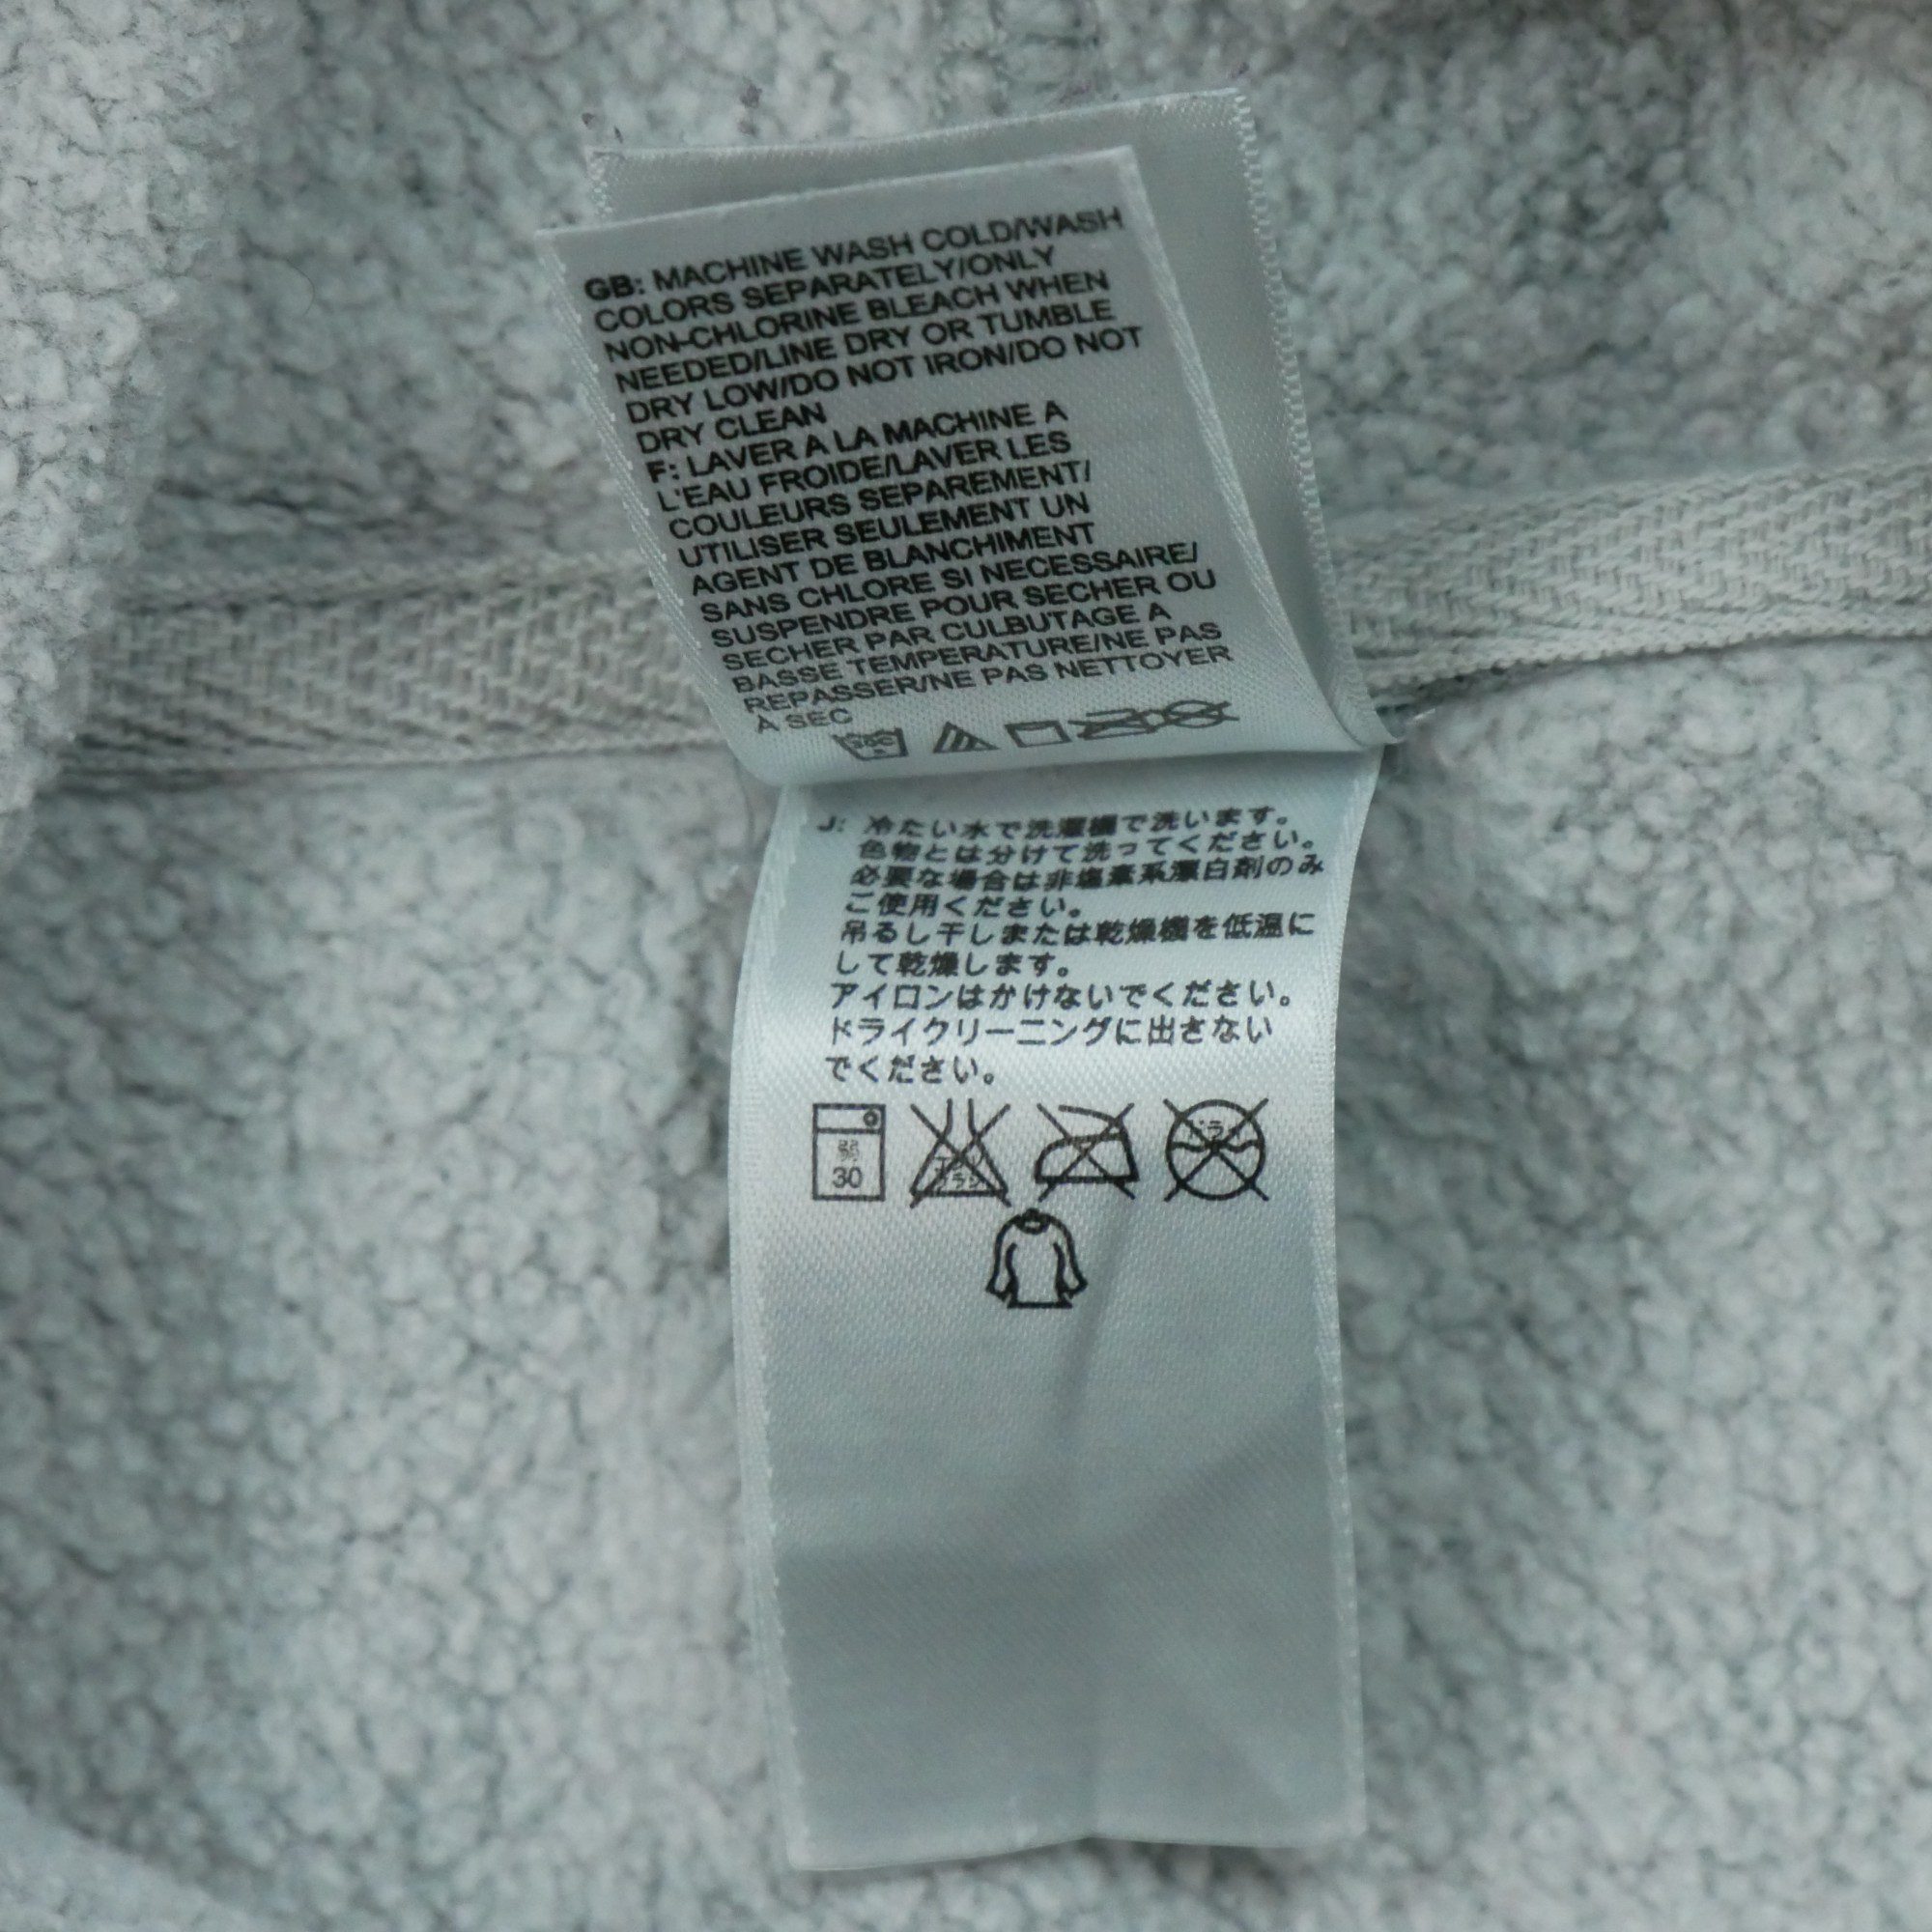 GB: MACHINE WASH COLD/WASH
COLORS SEPARATELY/ONLY
NON-CHLORINE BLEACH WHEN
NEEDED/LINE DRY OR TUMBLE
DRY LOW/DO NOT IRON/DO NOT
DRY CLEAN
F: LAVER A LA MACHINE A
L'EAU FROIDE/LAVER LES
COULEURS SEPAREMENT/
UTILISER SEULEMENT UN
AGENT DE BLANCHIMENT
SANS CHLORE SI NECESSAIRE/
SUSPENDRE POUR SECHER OU
SECHER PAR CULBUTAGE A
BASSE TEMPERATURE/NE PAS
REPASSER/NE PAS NETTOYER
A SEC
J: 冷たい水で洗濯機で洗います。
色物とは分けて洗ってください。
必要な場合は非塩素系漂白剤のみ
ご使用ください。
吊るし干しまたは乾燥機を低温に
して乾燥します。
アイロンはかけないでください。
ドライクリーニングに出さない
でください。
弱
30